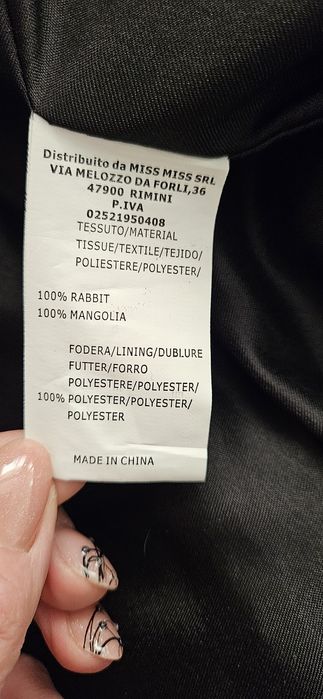 Distribuito da MISS MISS SRL
VIA MELOZZO DA FORLI,36
47900 RIMINI
P.IVA
02521950408
TESSUTO/MATERIAL
TISSUE/TEXTILE/TEJIDO/
POLIESTERE/POLYESTER/
100% RABBIT
100% MANGOLIA
FODERA/LINING/DUBLURE
FUTTER/FORRO
POLYESTERE/POLYESTER/
100% POLYESTER/POLYESTER/
POLYESTER
MADE IN CHINA